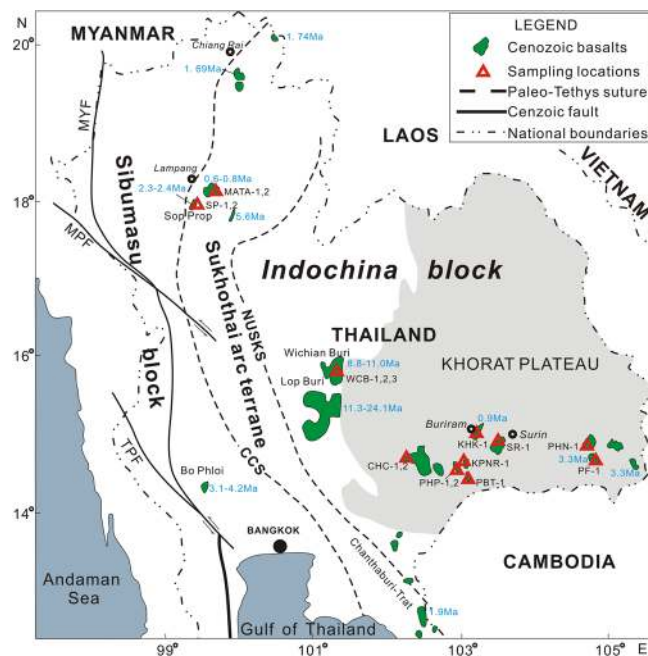 N
20°
18°
16°
14°
99°
101°
103°
105°
E
LEGEND
Cenozoic basalts
Sampling locations
Paleo-Tethys suture
Cenzoic fault
National boundaries
MYANMAR
Chiang Rai
1. 74Ma
1. 69Ma
LAOS
VIETNAM
MYF
Sibumasu
block
Lampang
0.6-0.8Ma
2.3-2.4Ma
MATA-1,2
SP-1,2
Sop Prop
5.6Ma
MPF
Sukhothai arc terrane
NUSKS
CCS
Indochina block
THAILAND
Wichian Buri
8.8-11.0Ma
WCB-1,2,3
Lop Buri
11.3-24.1Ma
KHORAT PLATEAU
Buriram
0.9Ma
Surin
KHK-1
SR-1
PHN-1
CHC-1,2
KPNR-1
3.3Ma
PF-1
3.3Ma
PHP-1,2
PBT-1
TPF
Bo Phloi
3.1-4.2Ma
BANGKOK
Chanthaburi-Trat
CAMBODIA
1.9Ma
Andaman
Sea
Gulf of Thailand